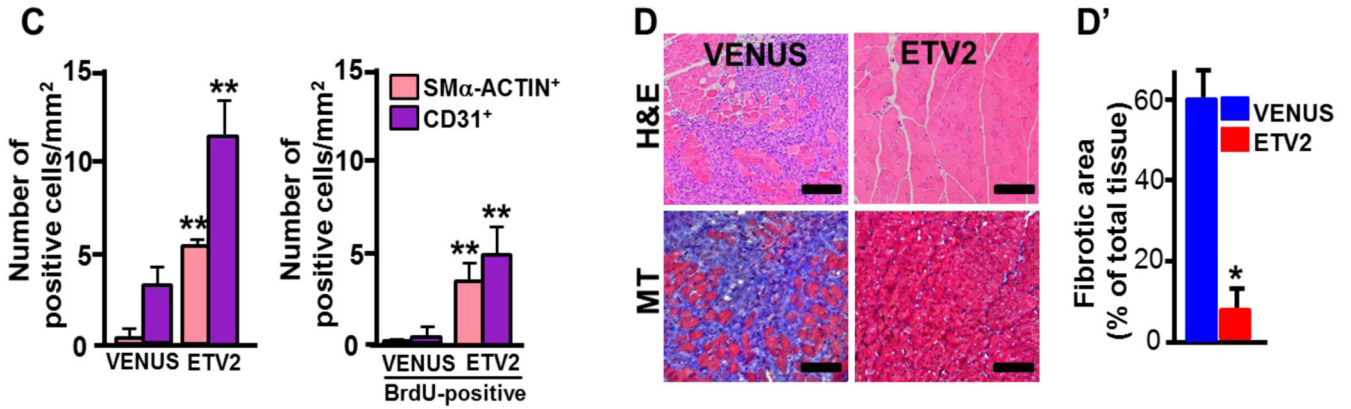 C
Number of
positive cells/mm²
15
10
5
0
**
**
VENUS ETV2
Number of
positive cells/mm²
15
10
5
0
SMα-ACTIN⁺
CD31⁺
**
**
VENUS ETV2
BrdU-positive
D
VENUS
ETV2
H&E
MT
D’
Fibrotic area
(% of total tissue)
60
40
20
0
VENUS
ETV2
*